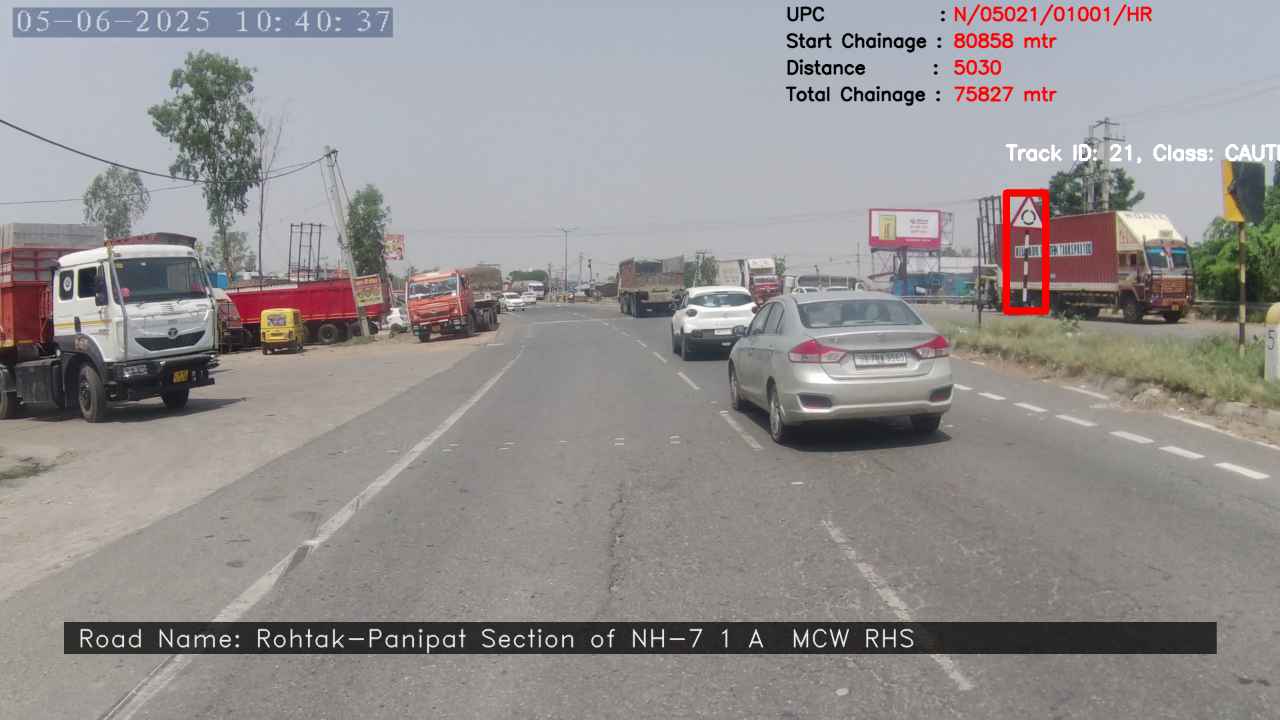 05-06-2025 10:40:37
UPC : N/05021/01001/HR
Start Chainage : 80858 mtr
Distance : 5030
Total Chainage : 75827 mtr
Track ID: 21, Class: CAUTI
Road Name: Rohtak-Panipat Section of NH-7 1 A MCW RHS
5